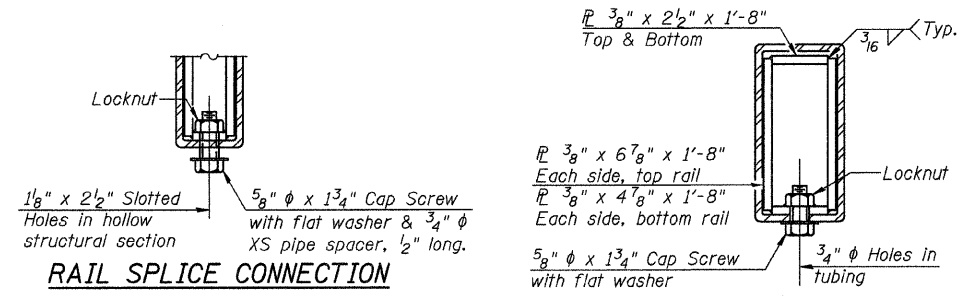 Locknut
1 1/8" x 2 1/2" Slotted
Holes in hollow
structural section
5/8" ϕ x 1 3/4" Cap Screw
with flat washer & 3/4" ϕ
XS pipe spacer, 1/2" long.
RAIL SPLICE CONNECTION
℄ 3/8" x 2 1/2" x 1'-8"
Top & Bottom
3/16
Typ.
℄ 3/8" x 6 7/8" x 1'-8"
Each side, top rail
℄ 3/8" x 4 7/8" x 1'-8"
Each side, bottom rail
Locknut
5/8" ϕ x 1 3/4" Cap Screw
with flat washer
3/4" ϕ Holes in
tubing